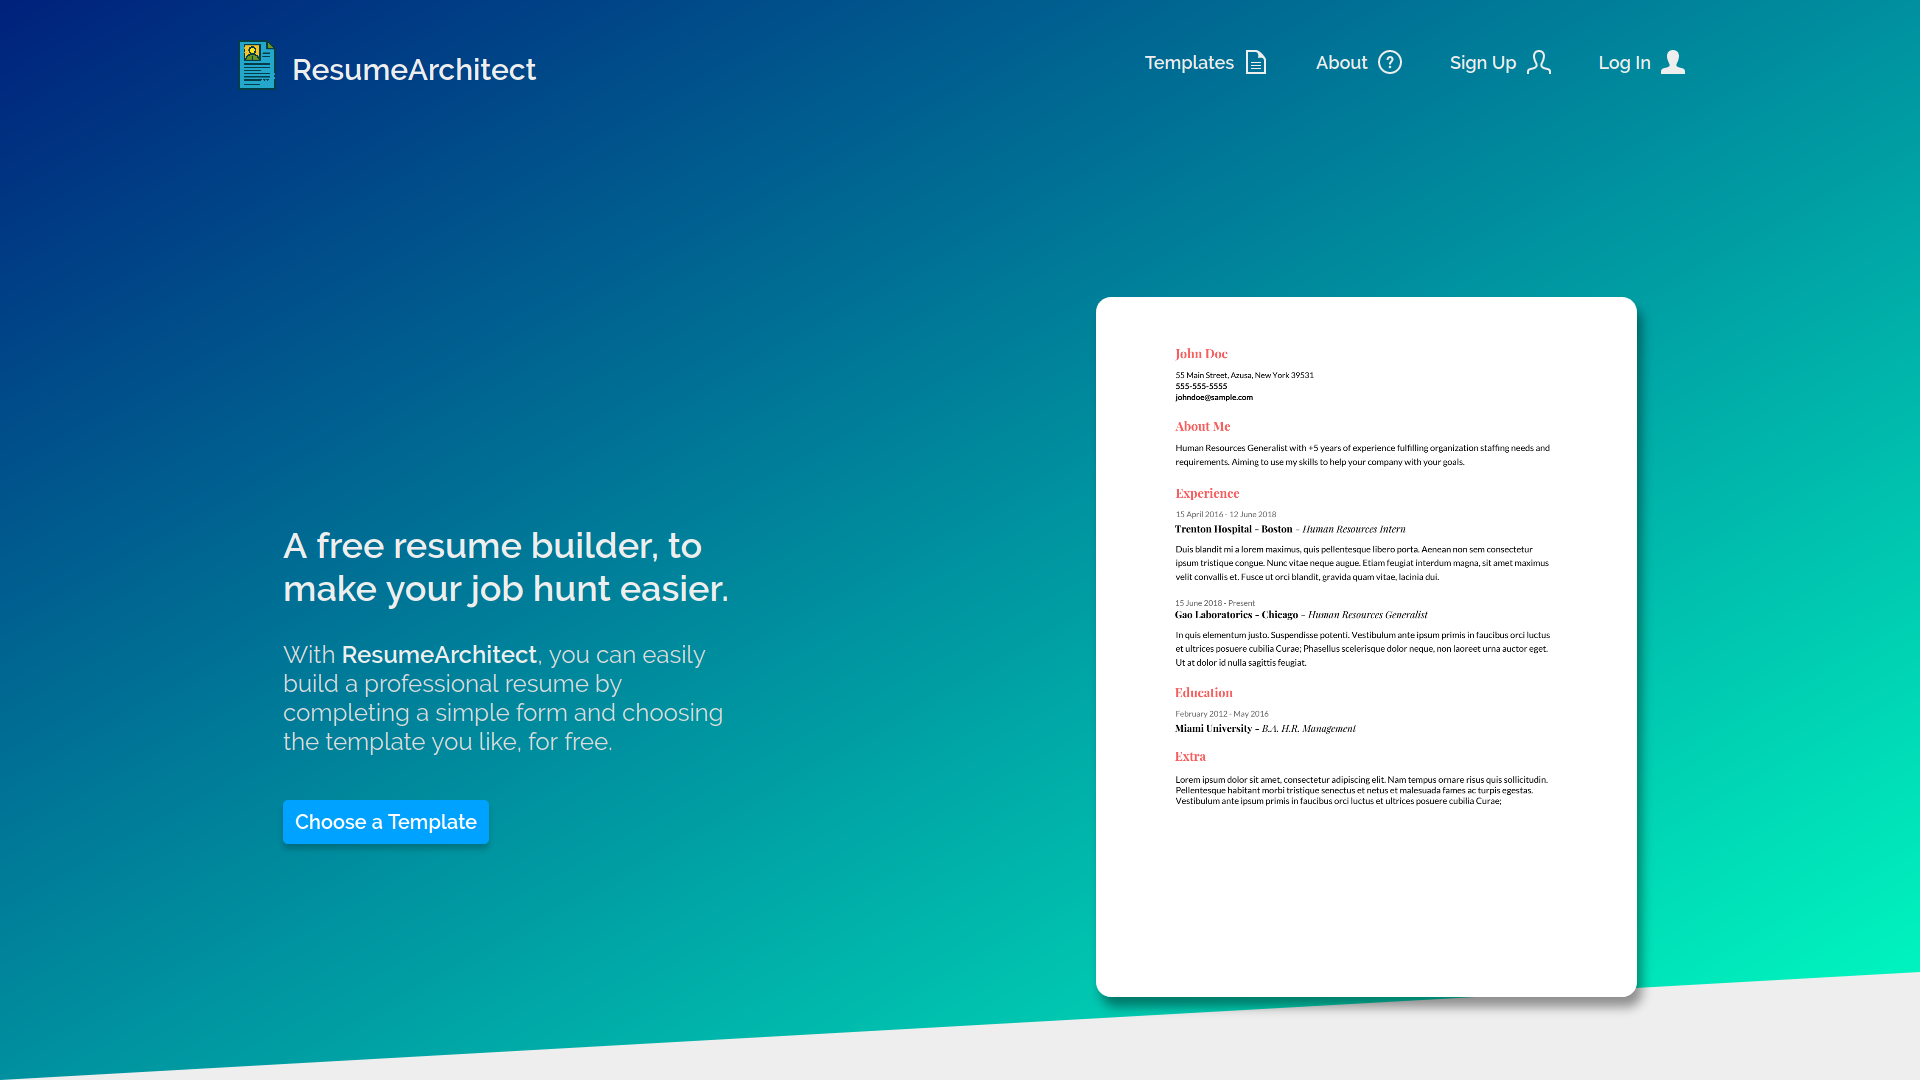 ResumeArchitect
Templates
About
Sign Up
Log In
A free resume builder, to
make your job hunt easier.
With ResumeArchitect, you can easily
build a professional resume by
completing a simple form and choosing
the template you like, for free.
Choose a Template
John Doe
55 Main Street, Azusa, New York 39531
555-555-5555
johndoe@sample.com
About Me
Human Resources Generalist with +5 years of experience fulfilling organization staffing needs and
requirements. Aiming to use my skills to help your company with your goals.
Experience
15 April 2016 - 12 June 2018
Trenton Hospital - Boston - Human Resources Intern
Duis blandit mi a lorem maximus, quis pellentesque libero porta. Aenean non sem consectetur
ipsum tristique congue. Nunc vitae neque augue. Etiam feugiat interdum magna, sit amet maximus
velit convallis et. Fusce ut orci blandit, gravida quam vitae, lacinia dui.
15 June 2018 - Present
Gao Laboratories - Chicago - Human Resources Generalist
In quis elementum justo. Suspendisse potenti. Vestibulum ante ipsum primis in faucibus orci luctus
et ultrices posuere cubilia Curae; Phasellus scelerisque dolor neque, non laoreet urna auctor eget.
Ut at dolor id nulla sagittis feugiat.
Education
February 2012 - May 2016
Miami University - B.A. H.R. Management
Extra
Lorem ipsum dolor sit amet, consectetur adipiscing elit. Nam tempus ornare risus quis sollicitudin.
Pellentesque habitant morbi tristique senectus et netus et malesuada fames ac turpis egestas.
Vestibulum ante ipsum primis in faucibus orci luctus et ultrices posuere cubilia Curae;